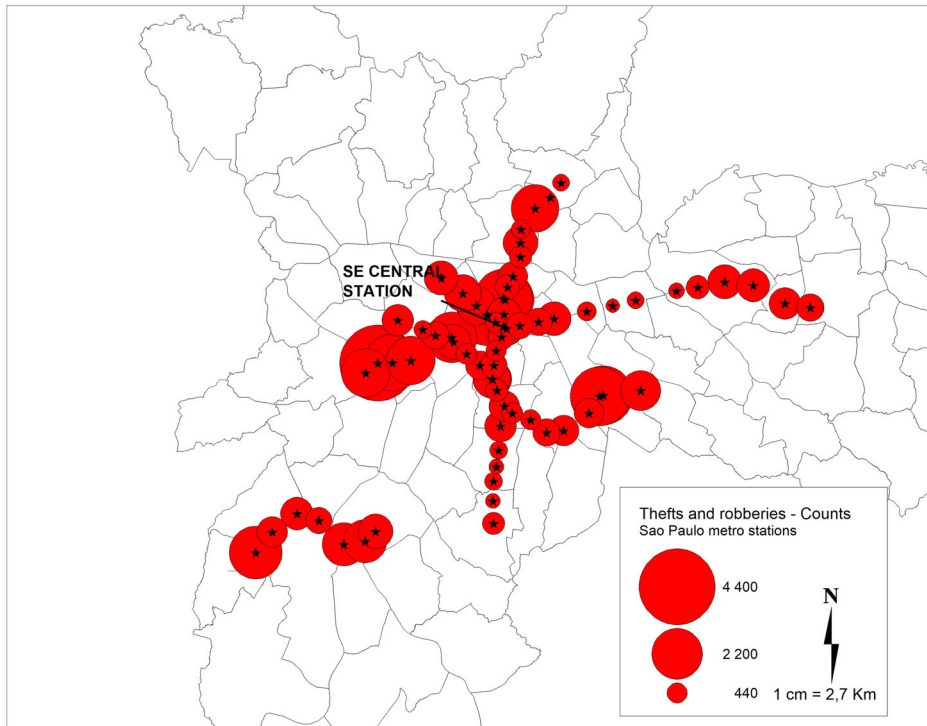 SE CENTRAL
STATION
Thefts and robberies - Counts
Sao Paulo metro stations
4 400
2 200
440
N
1 cm = 2,7 Km